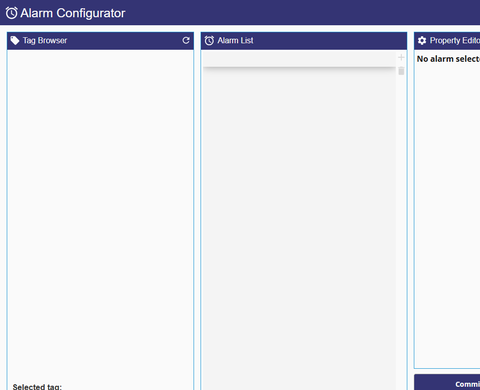 Alarm Configurator
Tag Browser
Alarm List
Property Edito
No alarm selecte
Selected tag:
Commi